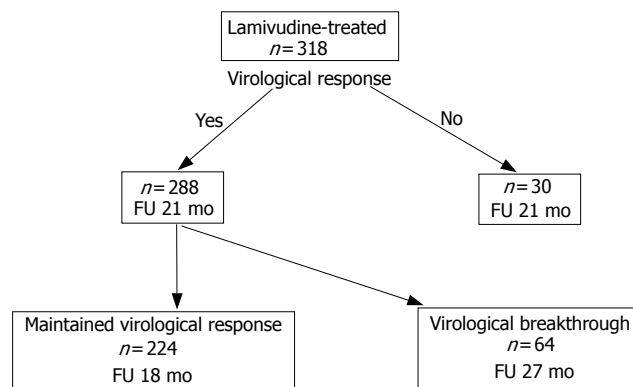 Lamivudine-treated
n=318
Virological response
Yes
No
n=288
FU 21 mo
n=30
FU 21 mo
Maintained virological response
n=224
FU 18 mo
Virological breakthrough
n=64
FU 27 mo